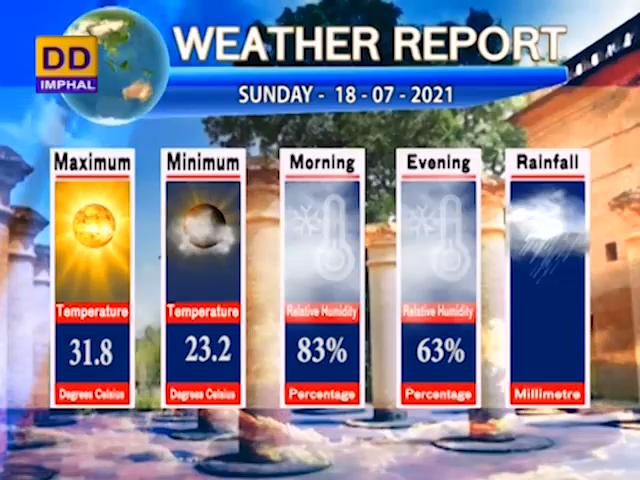 DD
IMPHAL
WEATHER REPORT
SUNDAY - 18 - 07 - 2021
Maximum
Temperature
31.8
Degrees Celsius
Minimum
Temperature
23.2
Degrees Celsius
Morning
Relative Humidity
83%
Percentage
Evening
Relative Humidity
63%
Percentage
Rainfall
Millimetre